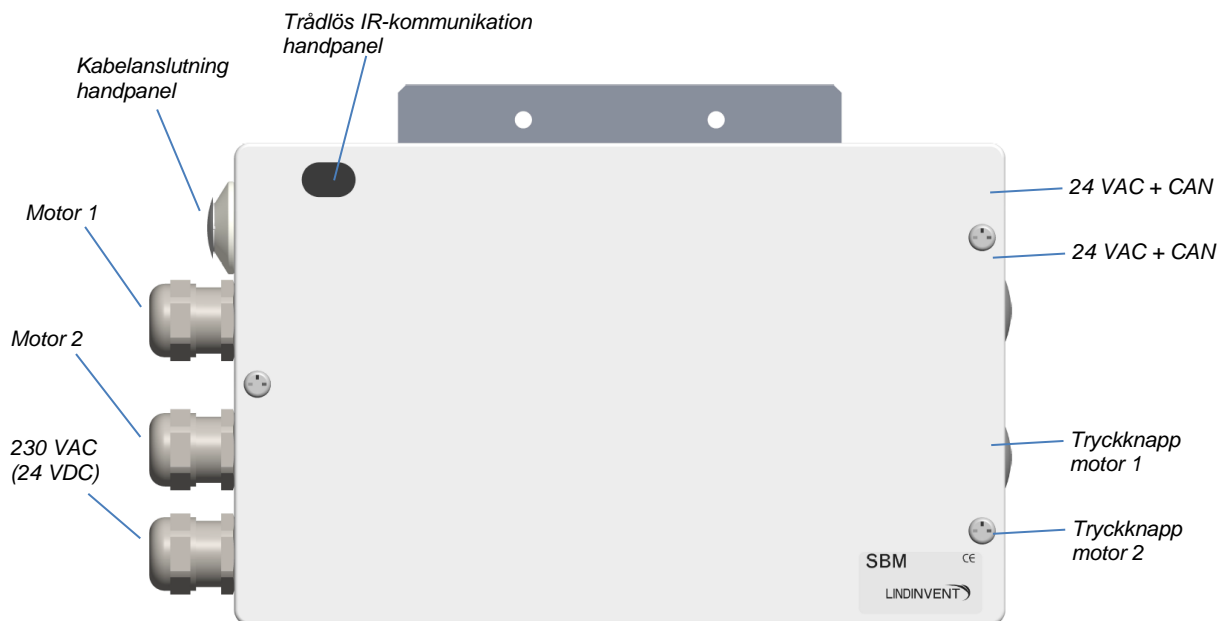 Trådlös IR-kommunikation
handpanel
Kabelanslutning
handpanel
Motor 1
Motor 2
230 VAC
(24 VDC)
24 VAC + CAN
24 VAC + CAN
Tryckknapp
motor 1
Tryckknapp
motor 2
SBM CE
LINDINVENT